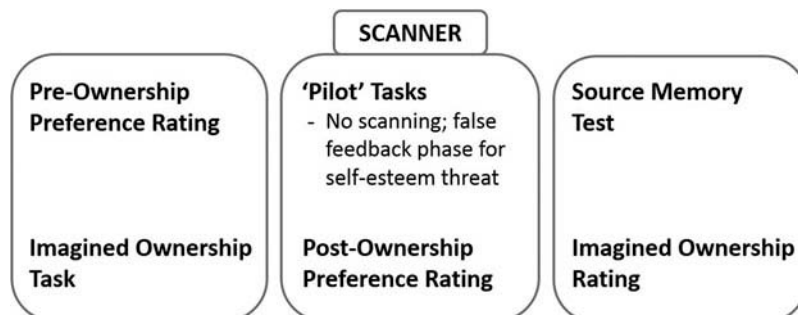 SCANNER
Pre-Ownership
Preference Rating
Imagined Ownership
Task
‘Pilot’ Tasks
- No scanning; false
feedback phase for
self-esteem threat
Post-Ownership
Preference Rating
Source Memory
Test
Imagined Ownership
Rating